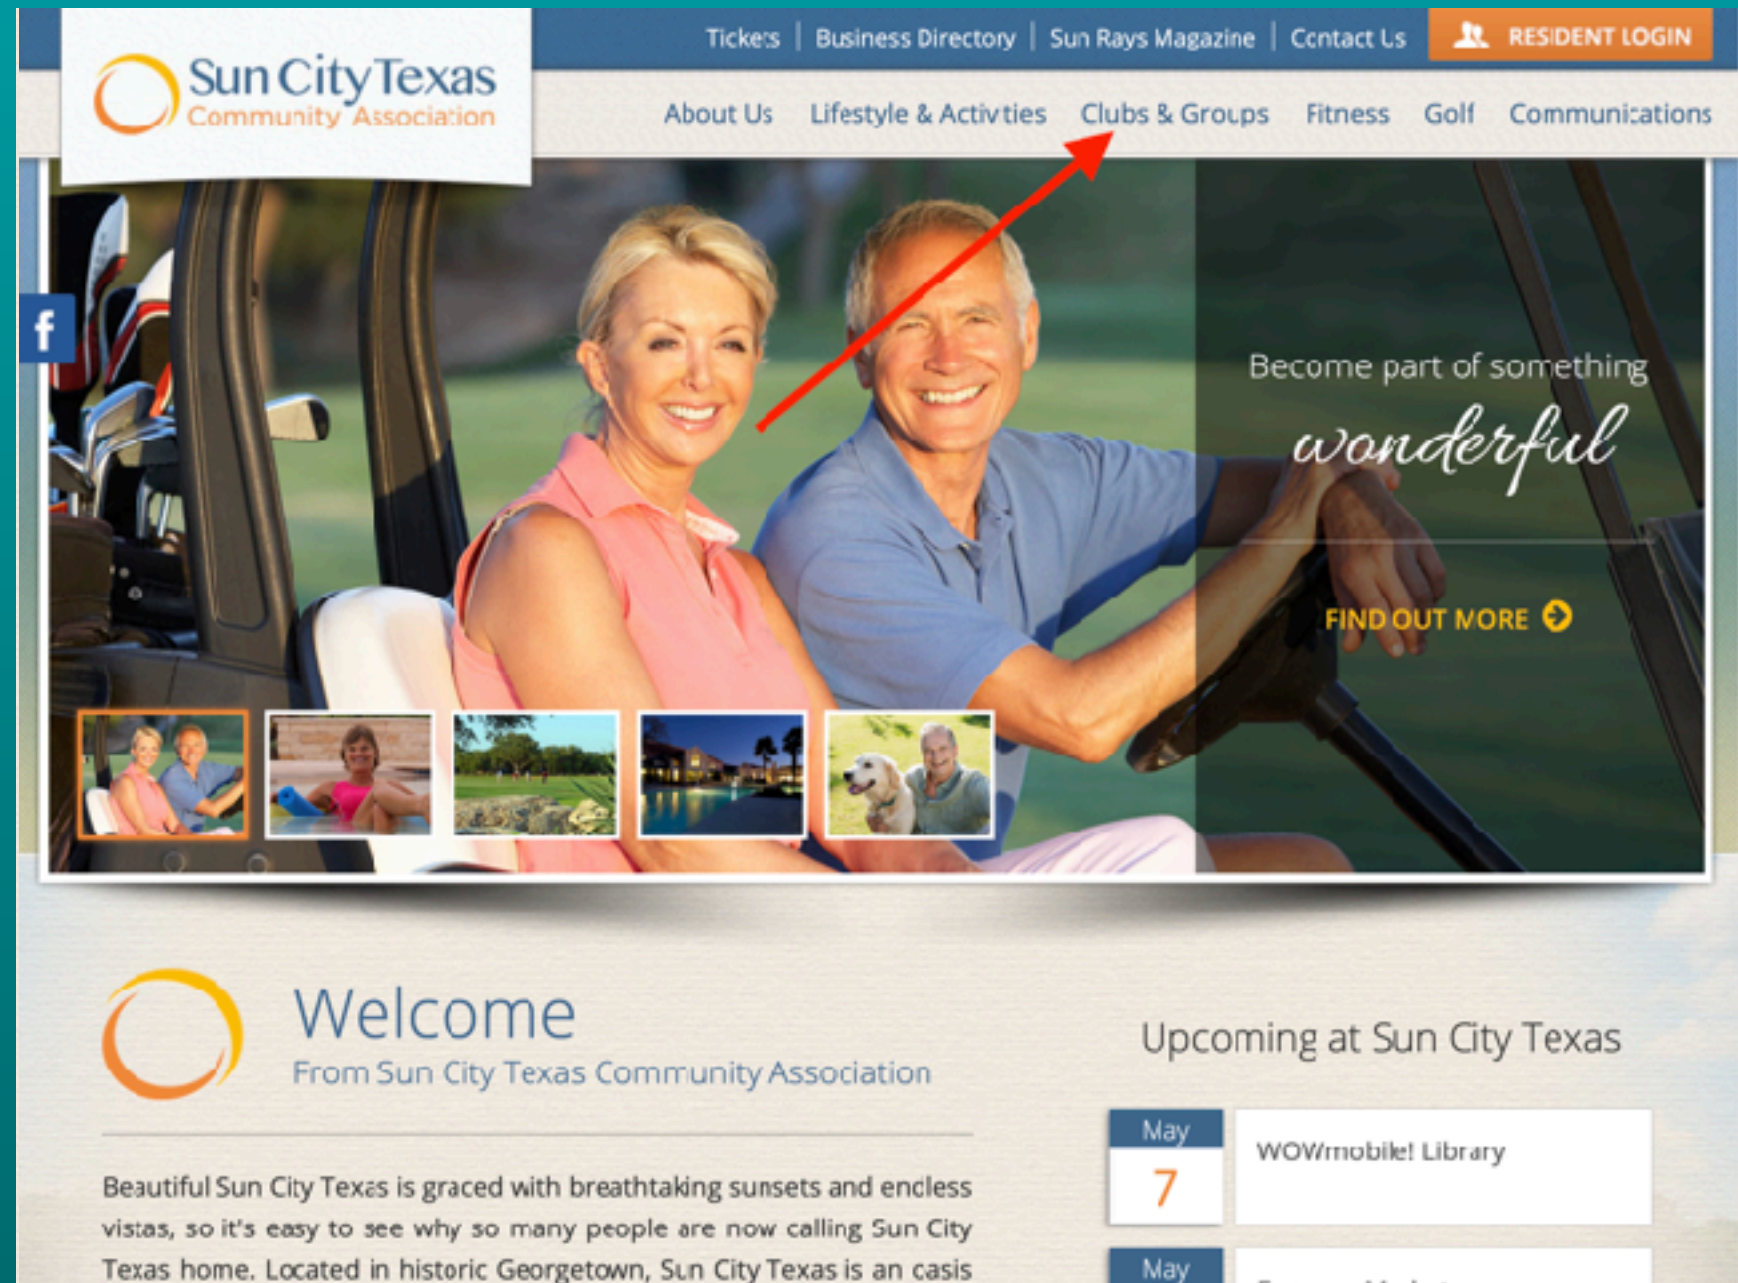 Tickets | Business Directory | Sun Rays Magazine | Contact Us
RESIDENT LOGIN
Sun City Texas
Community Association
About Us Lifestyle & Activities Clubs & Groups Fitness Golf Communications
f
Become part of something
wonderful
FIND OUT MORE
Welcome
From Sun City Texas Community Association
Upcoming at Sun City Texas
May
7
WOWmobile! Library
Beautiful Sun City Texas is graced with breathtaking sunsets and endless
vistas, so it's easy to see why so many people are now calling Sun City
Texas home. Located in historic Georgetown, Sun City Texas is an oasis
May